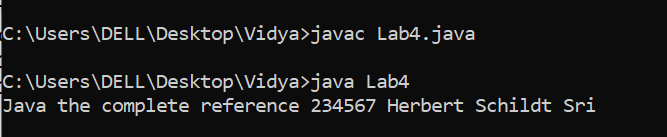 C:\Users\DELL\Desktop\Vidya>javac Lab4.java
C:\Users\DELL\Desktop\Vidya>java Lab4
Java the complete reference 234567 Herbert Schildt Sri